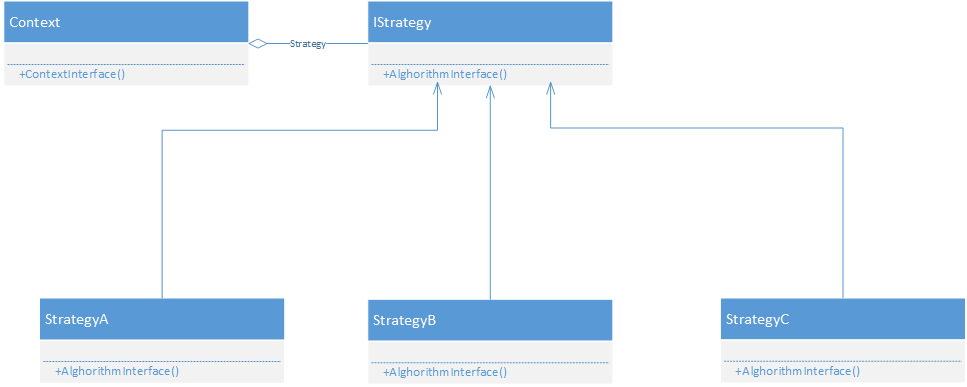 Context
IStrategy
Strategy
+ContextInterface()
+AlghorithmInterface()
StrategyA
StrategyB
StrategyC
+AlghorithmInterface()
+AlghorithmInterface()
+AlghorithmInterface()